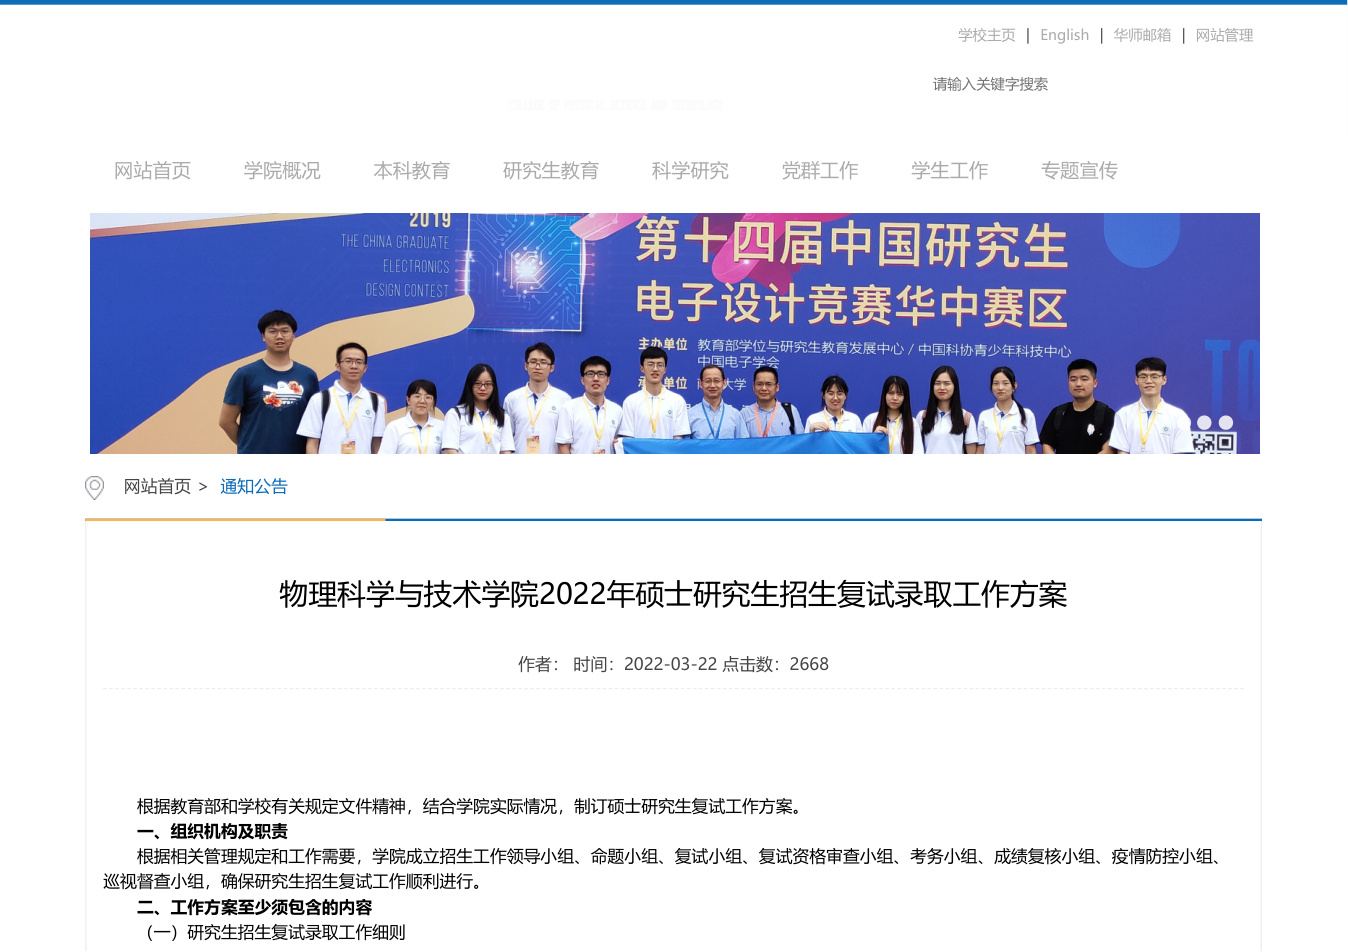 学校主页 | English | 华师邮箱 | 网站管理
请输入关键字搜索
COLLEGE OF PHYSICAL SCIENCE AND TECHNOLOGY
网站首页 学院概况 本科教育 研究生教育 科学研究 党群工作 学生工作 专题宣传
2019
THE CHINA GRADUATE
ELECTRONICS
DESIGN CONTEST
第十四届中国研究生
电子设计竞赛华中赛区
主办单位 教育部学位与研究生教育发展中心 / 中国科协青少年科技中心
中国电子学会
单位 大学
TO
网站首页 > 通知公告
物理科学与技术学院2022年硕士研究生招生复试录取工作方案
作者： 时间：2022-03-22 点击数：2668
根据教育部和学校有关规定文件精神，结合学院实际情况，制订硕士研究生复试工作方案。
一、组织机构及职责
根据相关管理规定和工作需要，学院成立招生工作领导小组、命题小组、复试小组、复试资格审查小组、考务小组、成绩复核小组、疫情防控小组、
巡视督查小组，确保研究生招生复试工作顺利进行。
二、工作方案至少须包含的内容
（一）研究生招生复试录取工作细则